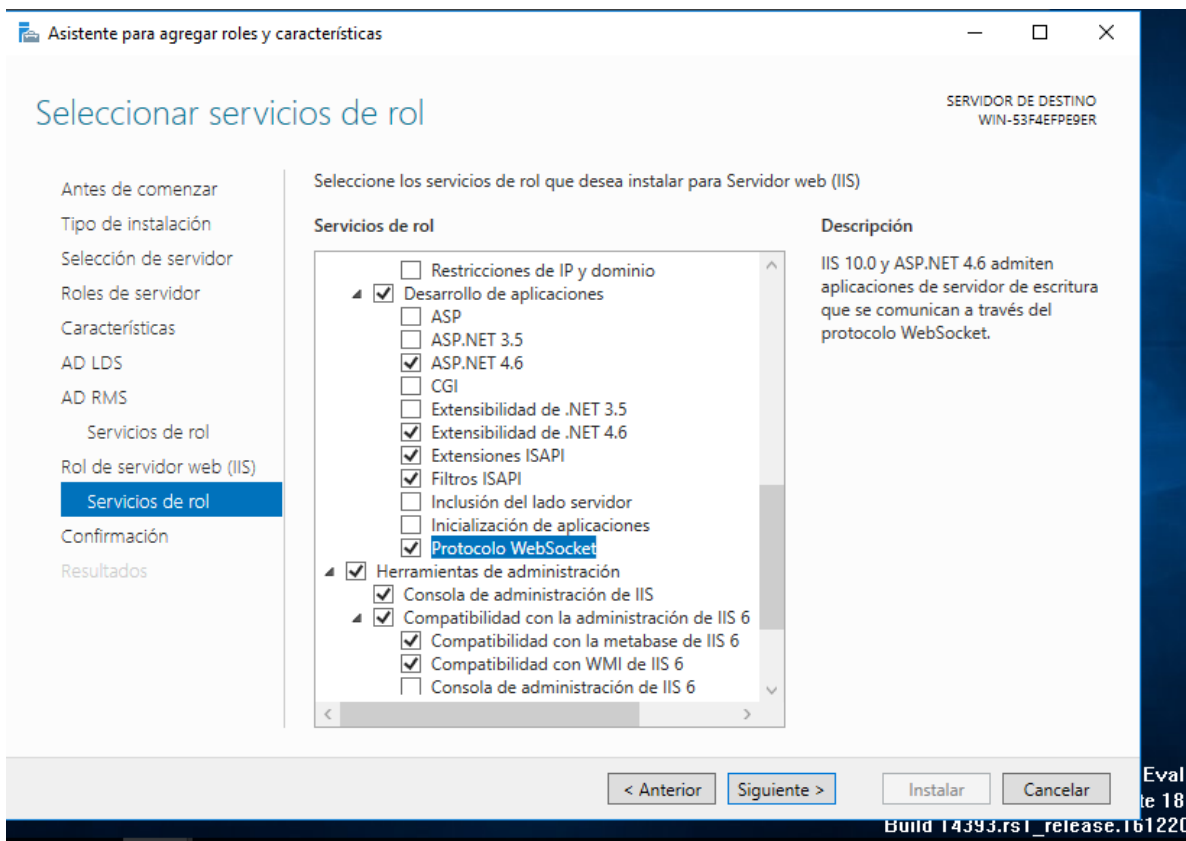 Asistente para agregar roles y características
Seleccionar servicios de rol
SERVIDOR DE DESTINO
WIN-53F4EFPE9ER
Antes de comenzar
Tipo de instalación
Selección de servidor
Roles de servidor
Características
AD LDS
AD RMS
Servicios de rol
Rol de servidor web (IIS)
Servicios de rol
Confirmación
Resultados
Seleccione los servicios de rol que desea instalar para Servidor web (IIS)
Servicios de rol
Restricciones de IP y dominio
Desarrollo de aplicaciones
ASP
ASP.NET 3.5
ASP.NET 4.6
CGI
Extensibilidad de .NET 3.5
Extensibilidad de .NET 4.6
Extensiones ISAPI
Filtros ISAPI
Inclusión del lado servidor
Inicialización de aplicaciones
Protocolo WebSocket
Herramientas de administración
Consola de administración de IIS
Compatibilidad con la administración de IIS 6
Compatibilidad con la metabase de IIS 6
Compatibilidad con WMI de IIS 6
Consola de administración de IIS 6
Descripción
IIS 10.0 y ASP.NET 4.6 admiten
aplicaciones de servidor de escritura
que se comunican a través del
protocolo WebSocket.
< Anterior
Siguiente >
Instalar
Cancelar
Eval
te 18
Build 14393.rs1_release.161220